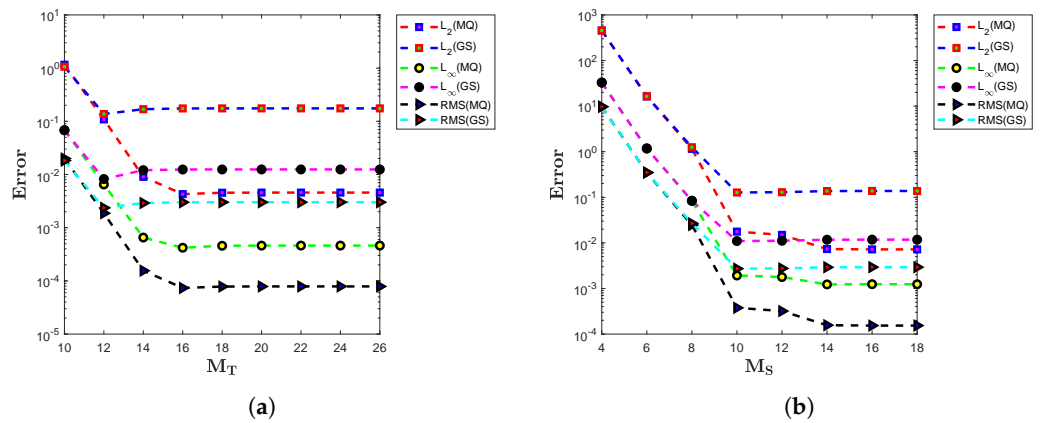 10^1
10^0
10^-1
10^-2
10^-3
10^-4
10^-5
Error
10 12 14 16 18 20 22 24 26
M_T
L_2(MQ)
L_2(GS)
L_∞(MQ)
L_∞(GS)
RMS(MQ)
RMS(GS)
(a)
10^3
10^2
10^1
10^0
10^-1
10^-2
10^-3
10^-4
Error
4 6 8 10 12 14 16 18
M_S
L_2(MQ)
L_2(GS)
L_∞(MQ)
L_∞(GS)
RMS(MQ)
RMS(GS)
(b)